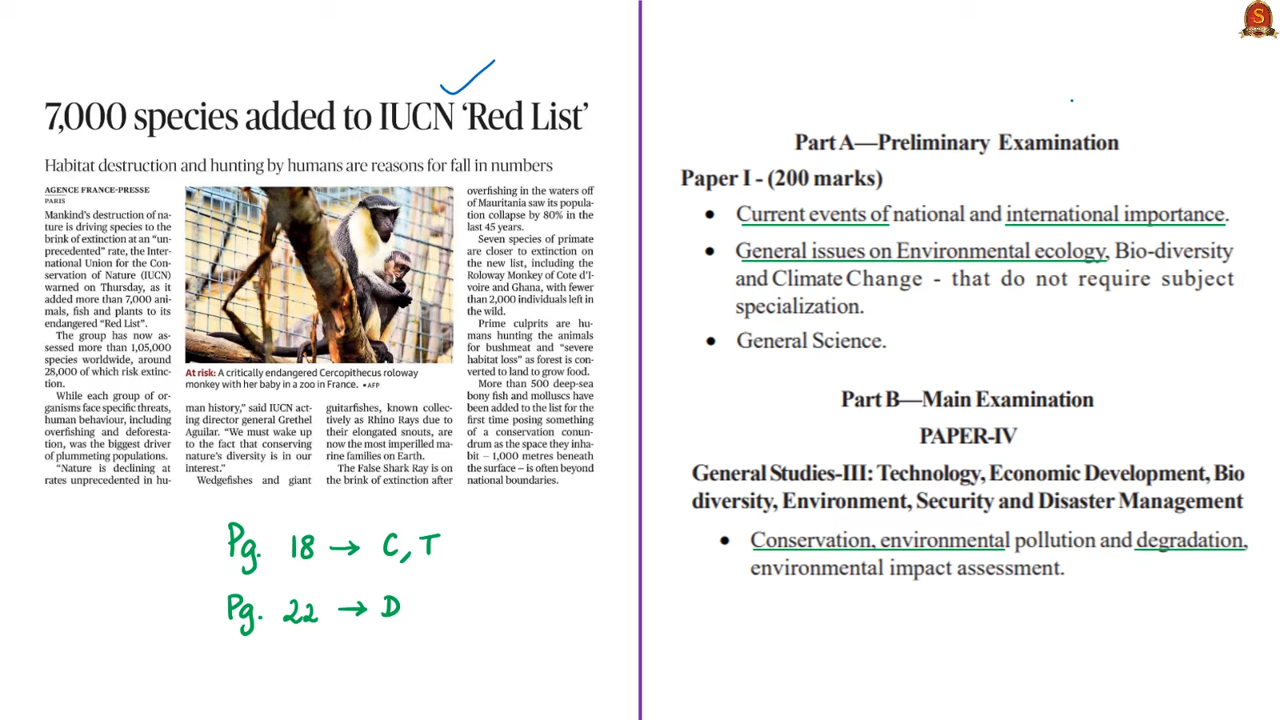 7,000 species added to IUCN ‘Red List’
Habitat destruction and hunting by humans are reasons for fall in numbers
AGENCE FRANCE-PRESSE
PARIS
Mankind’s destruction of na-
ture is driving species to the
brink of extinction at an “un-
precedented” rate, the Inter-
national Union for the Con-
servation of Nature (IUCN)
warned on Thursday, as it
added more than 7,000 ani-
mals, fish and plants to its
endangered “Red List”.
The group has now as-
sessed more than 1,05,000
species worldwide, around
28,000 of which risk extinc-
tion.
While each group of or-
ganisms face specific threats,
human behaviour, including
overfishing and deforesta-
tion, was the biggest driver
of plummeting populations.
“Nature is declining at
rates unprecedented in hu-
At risk: A critically endangered Cercopithecus roloway
monkey with her baby in a zoo in France. •AFP
man history,” said IUCN act-
ing director general Grethel
Aguilar. “We must wake up
to the fact that conserving
nature’s diversity is in our
interest.”
Wedgefishes and giant
guitarfishes, known collec-
tively as Rhino Rays due to
their elongated snouts, are
now the most imperilled ma-
rine families on Earth.
The False Shark Ray is on
the brink of extinction after
overfishing in the waters off
of Mauritania saw its popula-
tion collapse by 80% in the
last 45 years.
Seven species of primate
are closer to extinction on
the new list, including the
Roloway Monkey of Cote d’I-
voire and Ghana, with fewer
than 2,000 individuals left in
the wild.
Prime culprits are hu-
mans hunting the animals
for bushmeat and “severe
habitat loss” as forest is con-
verted to land to grow food.
More than 500 deep-sea
bony fish and molluscs have
been added to the list for the
first time posing something
of a conservation conun-
drum as the space they inha-
bit – 1,000 metres beneath
the surface – is often beyond
national boundaries.
Pg. 18 → C, T
Pg. 22 → D
Part A—Preliminary Examination
Paper I - (200 marks)
• Current events of national and international importance.
• General issues on Environmental ecology, Bio-diversity
and Climate Change - that do not require subject
specialization.
• General Science.
Part B—Main Examination
PAPER-IV
General Studies-III: Technology, Economic Development, Bio
diversity, Environment, Security and Disaster Management
• Conservation, environmental pollution and degradation,
environmental impact assessment.